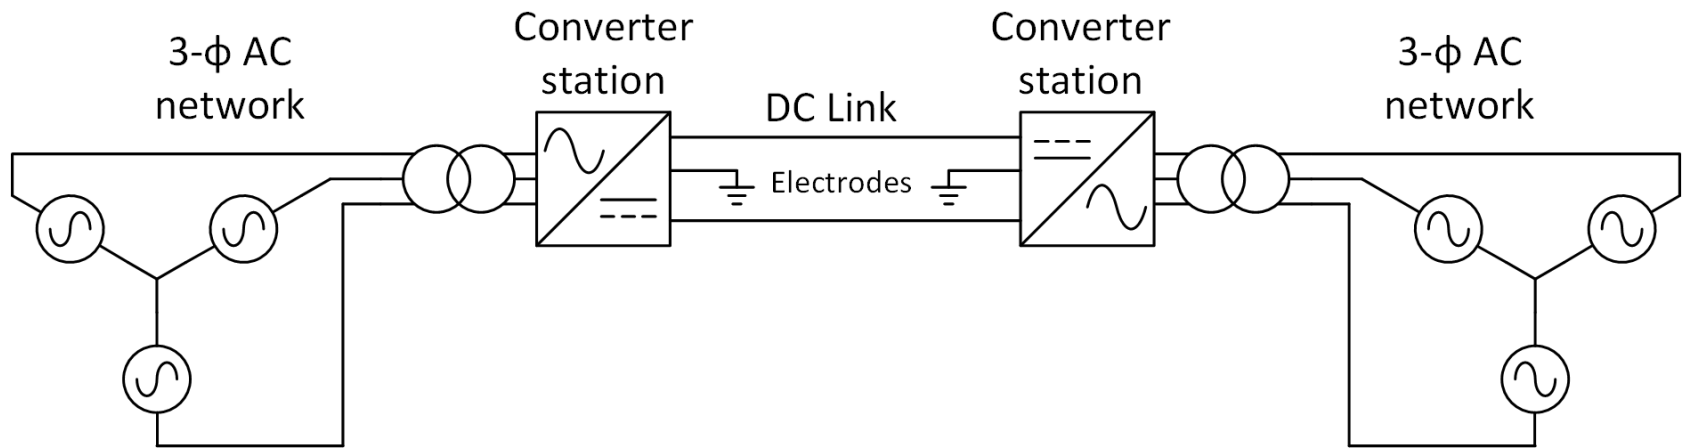 3-ϕ AC
network
Converter
station
DC Link
Electrodes
Converter
station
3-ϕ AC
network